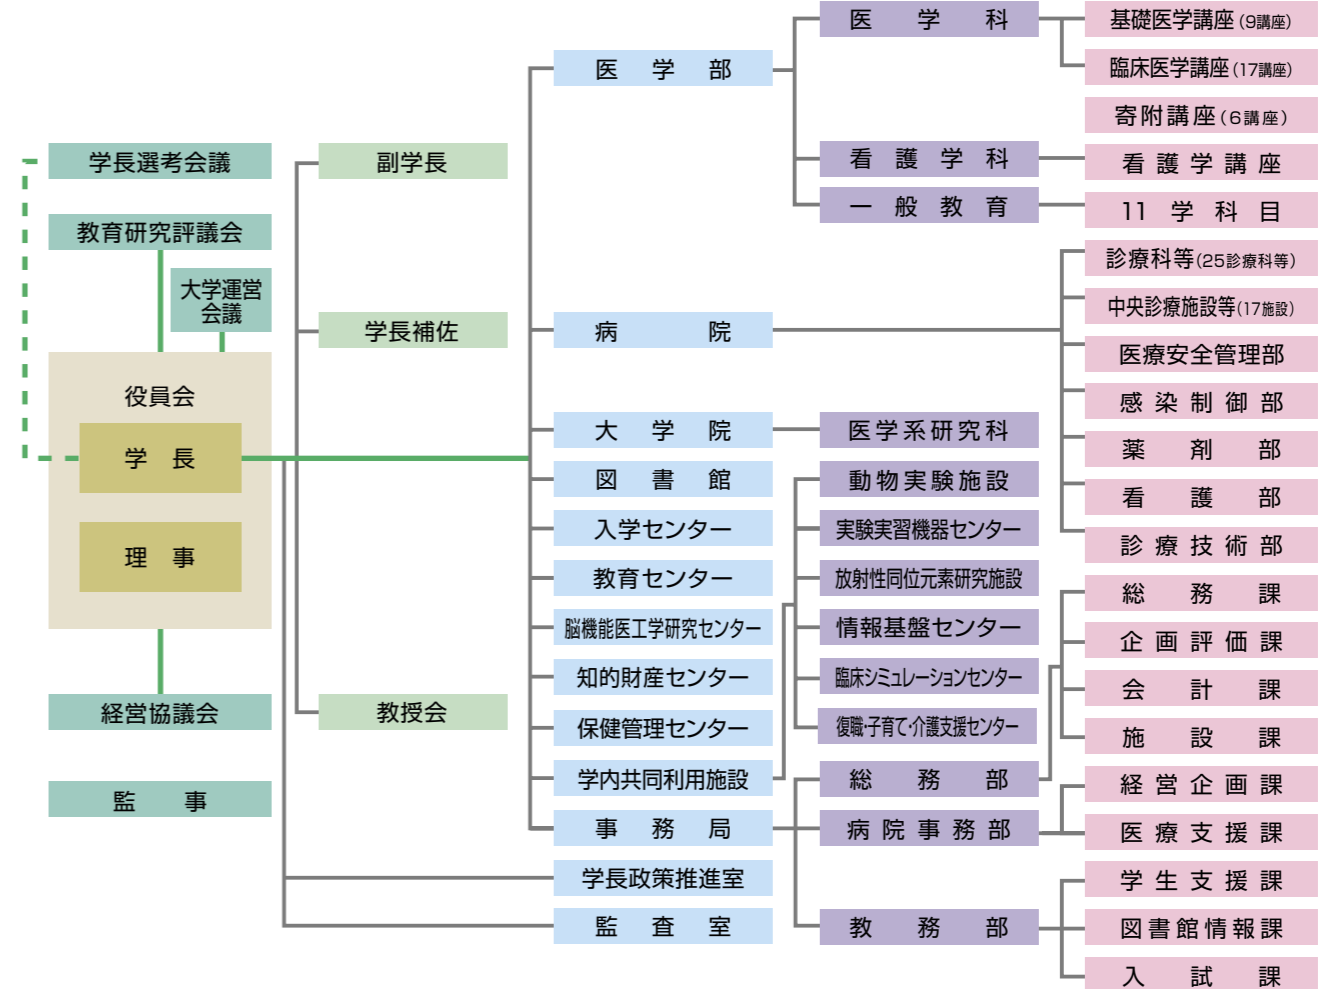 学長選考会議
教育研究評議会
大学運営
会議
役員会
学長
理事
経営協議会
監事
副学長
学長補佐
教授会
医学部
病院
大学院
図書館
入学センター
教育センター
脳機能医工学研究センター
知的財産センター
保健管理センター
学内共同利用施設
事務局
学長政策推進室
監査室
医学科
看護学科
一般教育
医学系研究科
動物実験施設
実験実習機器センター
放射性同位元素研究施設
情報基盤センター
臨床シミュレーションセンター
復職・子育て・介護支援センター
総務部
病院事務部
教務部
基礎医学講座(9講座)
臨床医学講座(17講座)
寄附講座(6講座)
看護学講座
11学科目
診療科等(25診療科等)
中央診療施設等(17施設)
医療安全管理部
感染制御部
薬剤部
看護部
診療技術部
総務課
企画評価課
会計課
施設課
経営企画課
医療支援課
学生支援課
図書館情報課
入試課